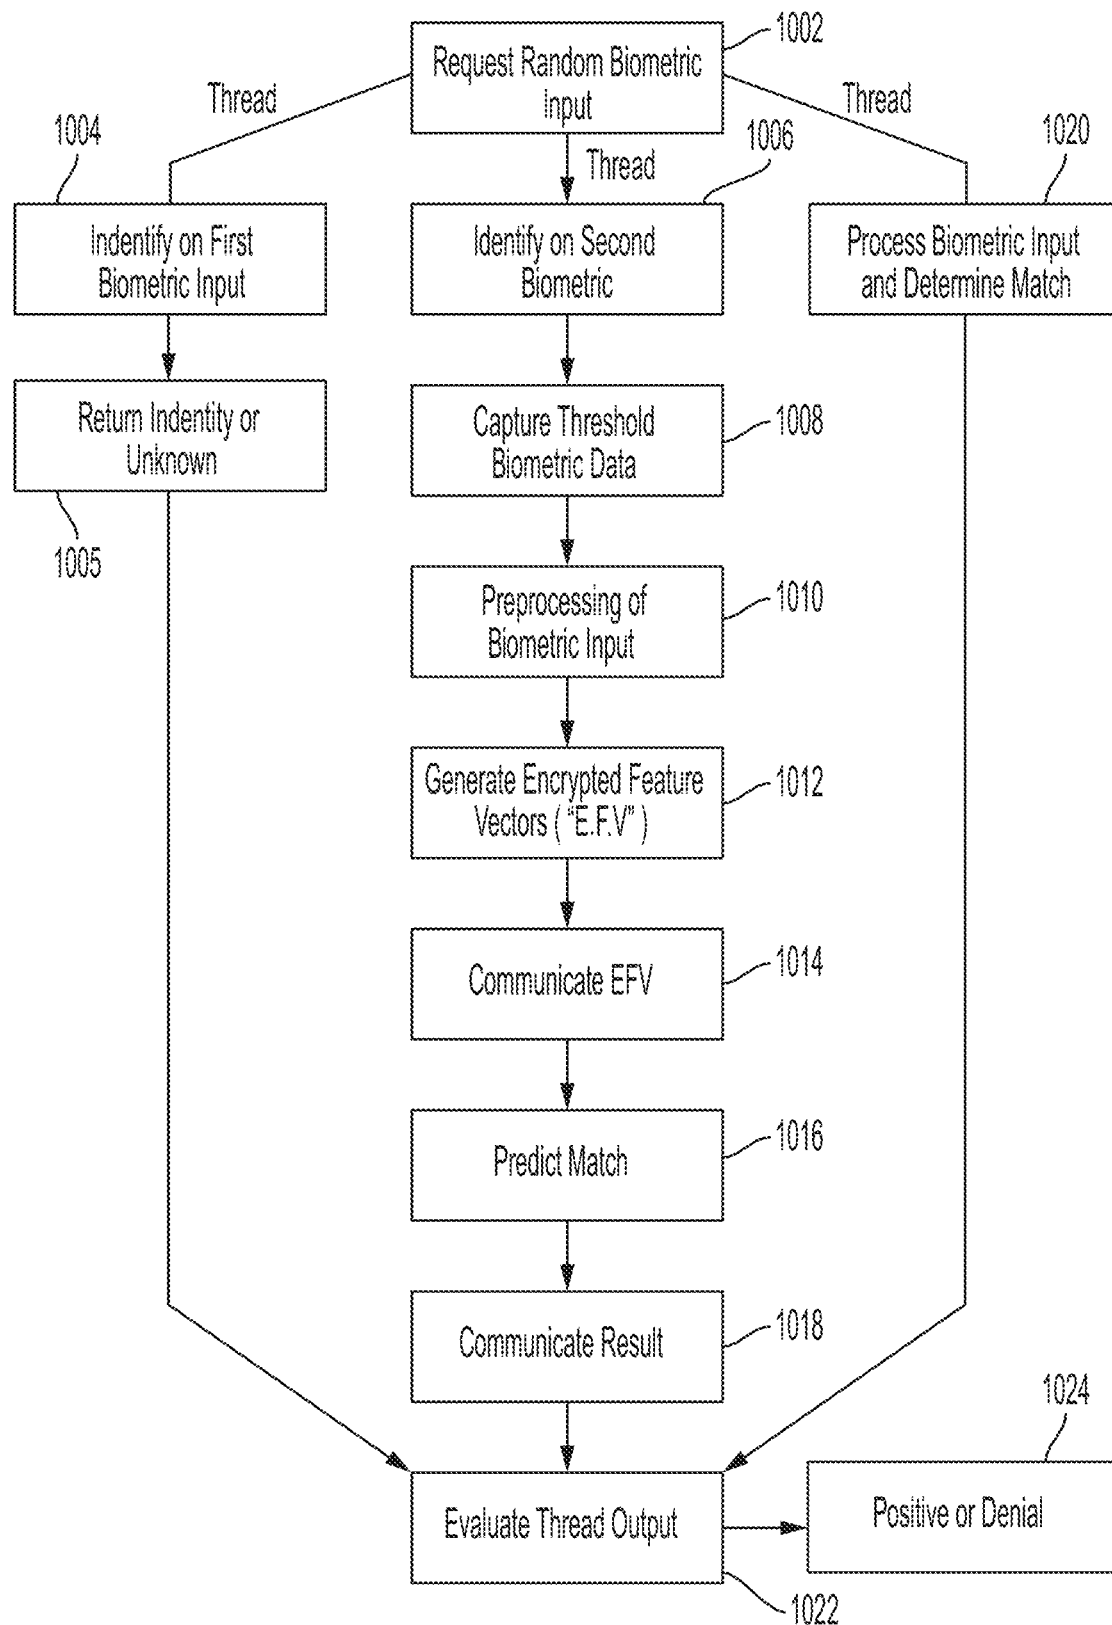 1002
Request Random Biometric
Input
Thread
Thread
Thread
1004
1006
1020
Indentify on First
Biometric Input
Identify on Second
Biometric
Process Biometric Input
and Determine Match
Return Indentity or
Unknown
1005
Capture Threshold
Biometric Data
1008
Preprocessing of
Biometric Input
1010
Generate Encrypted Feature
Vectors ( “E.F.V” )
1012
Communicate EFV
1014
Predict Match
1016
Communicate Result
1018
Evaluate Thread Output
1022
1024
Positive or Denial